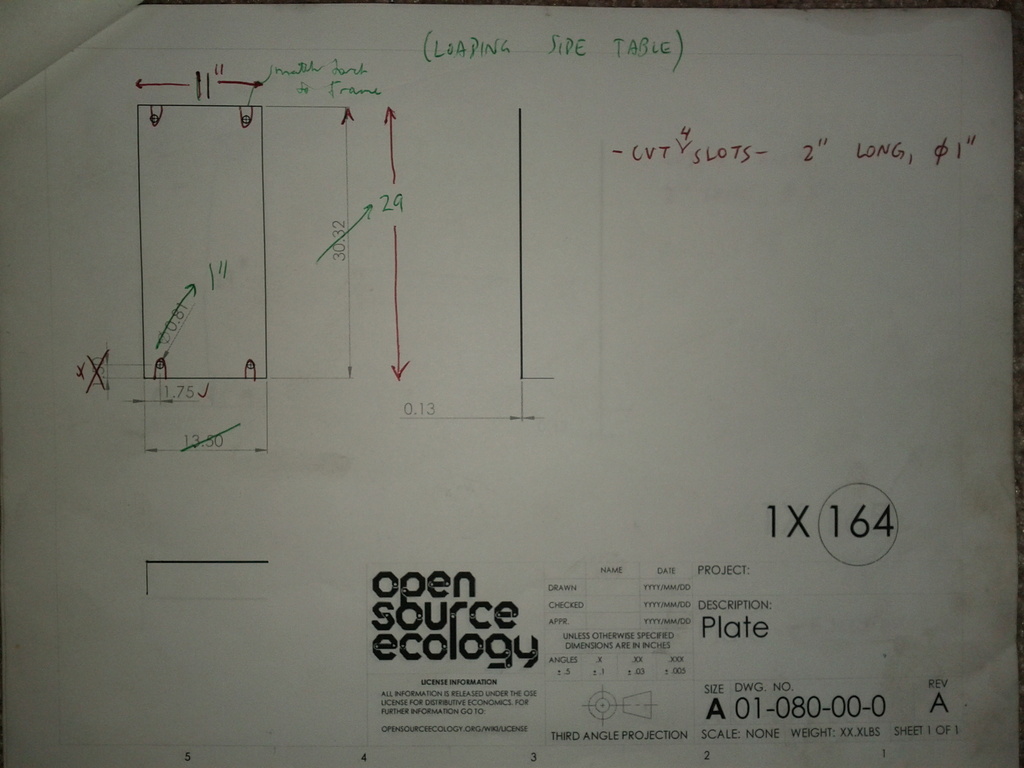 (LOADING SIDE TABLE)
match to frame
11"
- CUT 4 SLOTS - 2" LONG, φ 1"
29
30.32
1"
Ø0.81
1.75
0.13
13.50
1X 164
open
source
ecology
NAME
DATE
DRAWN
YYYY/MM/DD
CHECKED
YYYY/MM/DD
APPR.
YYYY/MM/DD
UNLESS OTHERWISE SPECIFIED
DIMENSIONS ARE IN INCHES
ANGLES .X .XX .XXX
± .5 ± .1 ± .03 ± .005
PROJECT:
DESCRIPTION:
Plate
LICENSE INFORMATION
ALL INFORMATION IS RELEASED UNDER THE OSE
LICENSE FOR DISTRIBUTIVE ECONOMICS. FOR
FURTHER INFORMATION GO TO:
OPENSOURCEECOLOGY.ORG/WIKI/LICENSE
THIRD ANGLE PROJECTION
SIZE DWG. NO. REV
A 01-080-00-0 A
SCALE: NONE WEIGHT: XX.XLBS SHEET 1 OF 1
5 4 3 2 1